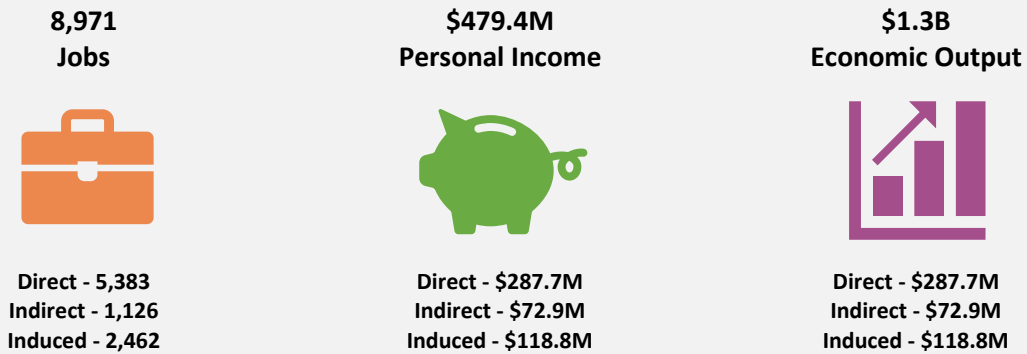 8,971
Jobs
$479.4M
Personal Income
$1.3B
Economic Output
Direct - 5,383
Indirect - 1,126
Induced - 2,462
Direct - $287.7M
Indirect - $72.9M
Induced - $118.8M
Direct - $287.7M
Indirect - $72.9M
Induced - $118.8M